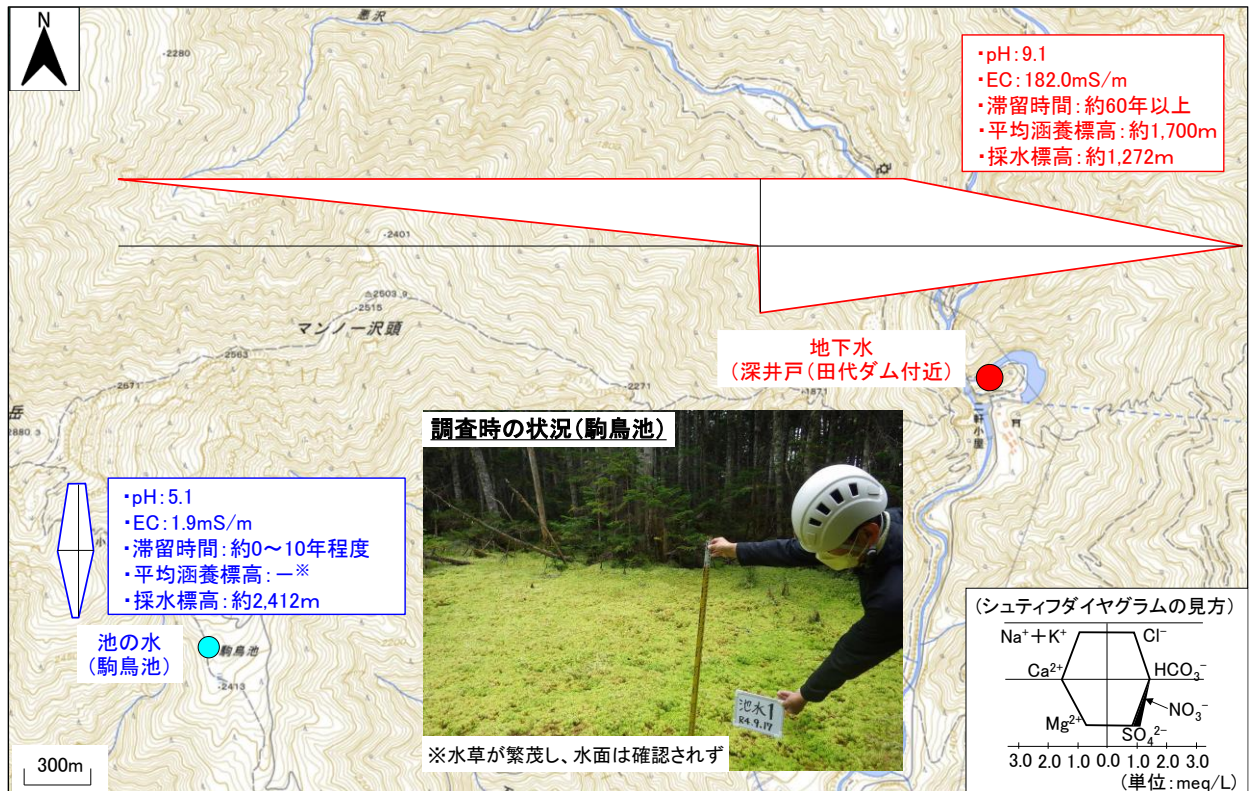 N
悪沢
・2280
・pH：9.1
・EC：182.0mS/m
・滞留時間：約60年以上
・平均涵養標高：約1,700m
・採水標高：約1,272m
・2401
2503.9
・2515
マンノー沢頭
2563
2671
・2271
・1871
地下水
（深井戸（田代ダム付近）
二軒小屋
岳
2880.3
調査時の状況（駒鳥池）
・pH：5.1
・EC：1.9mS/m
・滞留時間：約0～10年程度
・平均涵養標高：－※
・採水標高：約2,412m
池の水
（駒鳥池）
駒鳥池
・2413
池水1
R4.9.17
※水草が繁茂し、水面は確認されず
300m
（シュティフダイヤグラムの見方）
Na⁺＋K⁺
Cl⁻
Ca²⁺
HCO₃⁻
NO₃⁻
Mg²⁺
SO₄²⁻
3.0 2.0 1.0 0.0 1.0 2.0 3.0
（単位：meq/L）